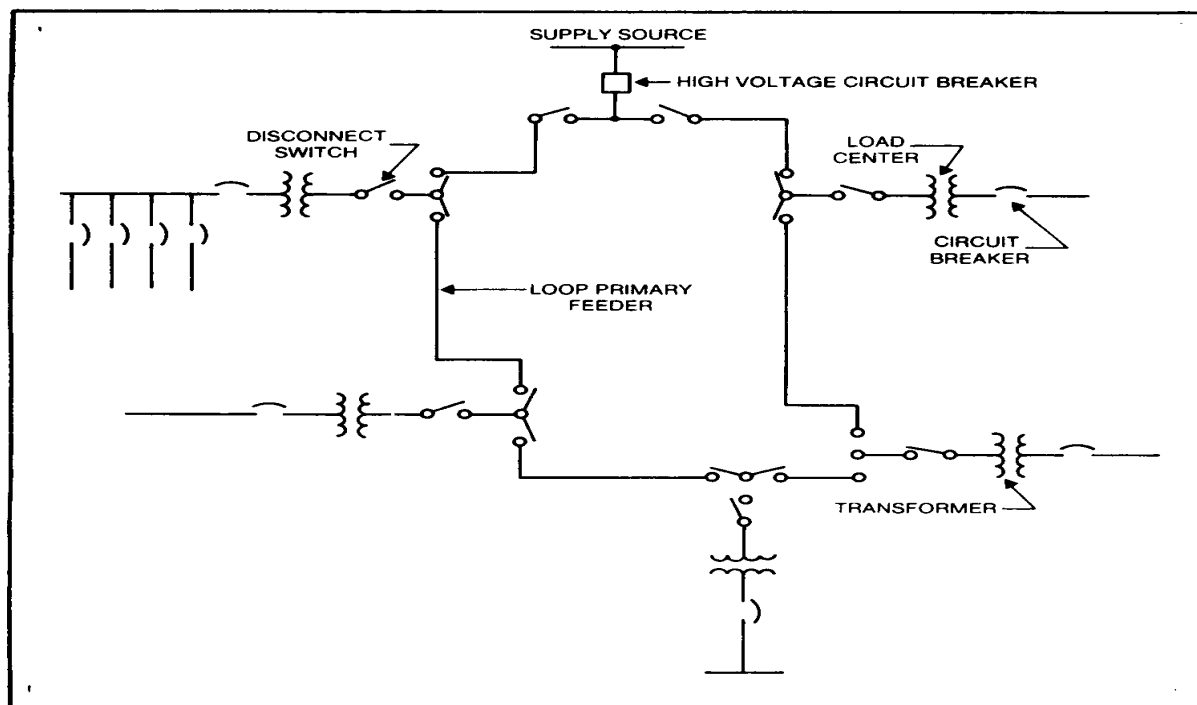 SUPPLY SOURCE
HIGH VOLTAGE CIRCUIT BREAKER
DISCONNECT
SWITCH
LOAD
CENTER
CIRCUIT
BREAKER
LOOP PRIMARY
FEEDER
TRANSFORMER